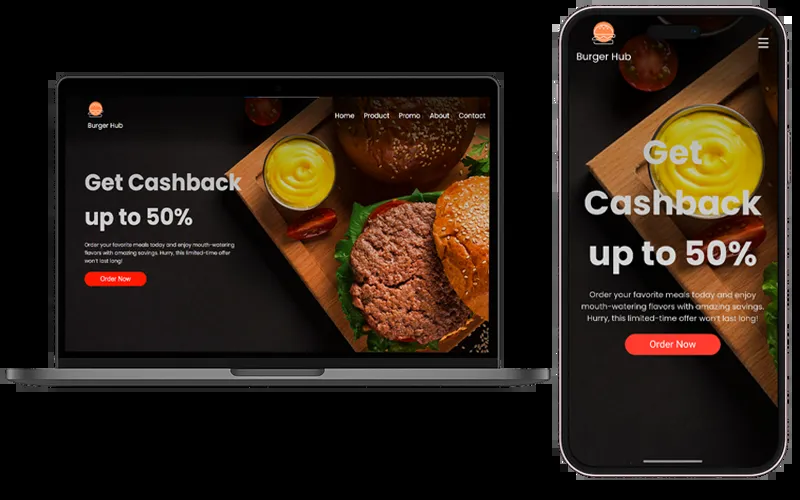 Burger Hub
Home Product Promo About Contact
Get Cashback
up to 50%
Order your favorite meals today and enjoy mouth-watering
flavors with amazing savings. Hurry, this limited-time offer
won't last long!
Order Now
Burger Hub
Get
Cashback
up to 50%
Order your favorite meals today and enjoy
mouth-watering flavors with amazing savings.
Hurry, this limited-time offer won't last long!
Order Now